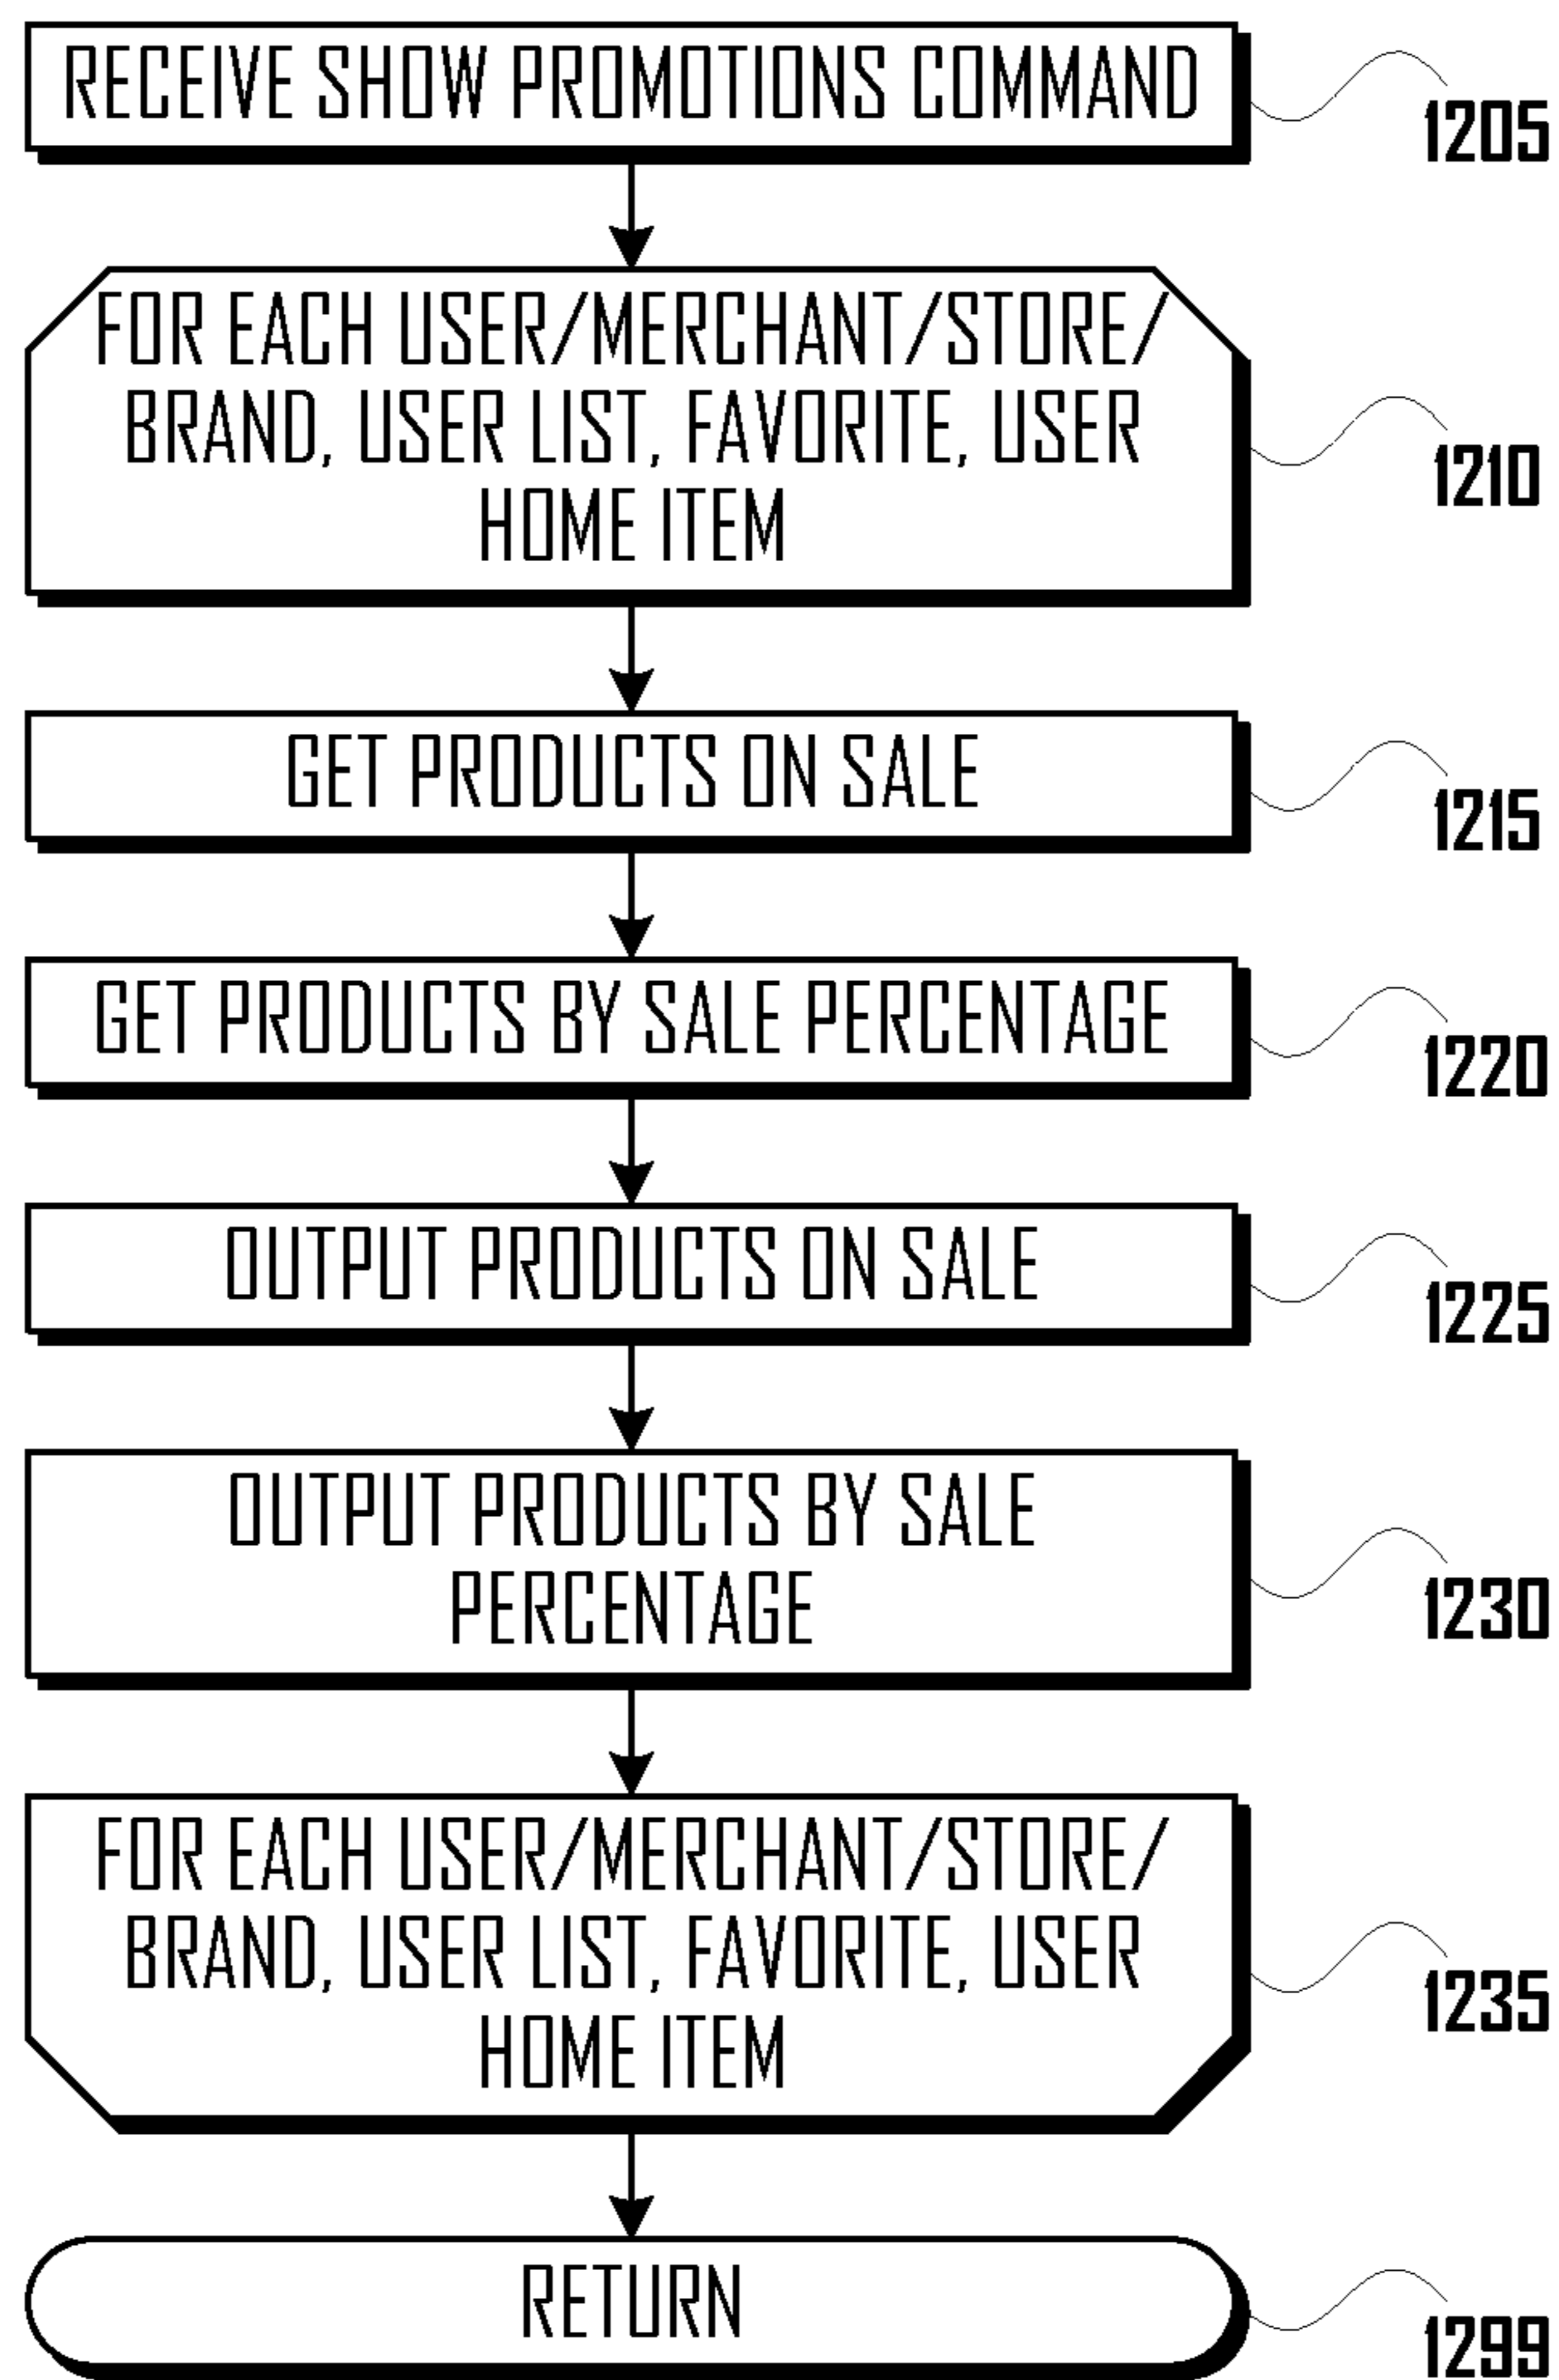 RECEIVE SHOW PROMOTIONS COMMAND
1205
FOR EACH USER/MERCHANT/STORE/
BRAND, USER LIST, FAVORITE, USER
HOME ITEM
1210
GET PRODUCTS ON SALE
1215
GET PRODUCTS BY SALE PERCENTAGE
1220
OUTPUT PRODUCTS ON SALE
1225
OUTPUT PRODUCTS BY SALE
PERCENTAGE
1230
FOR EACH USER/MERCHANT/STORE/
BRAND, USER LIST, FAVORITE, USER
HOME ITEM
1235
RETURN
1299